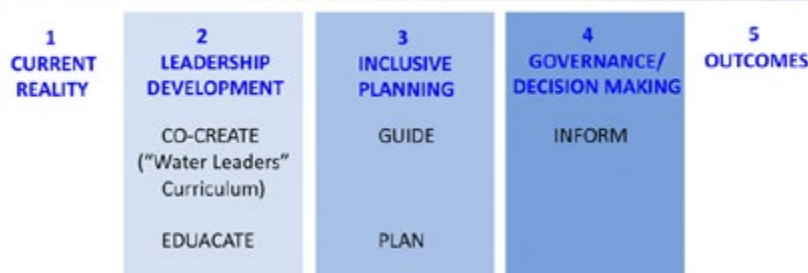 1
CURRENT
REALITY
2
LEADERSHIP
DEVELOPMENT
CO-CREATE
("Water Leaders"
Curriculum)
EDUACATE
3
INCLUSIVE
PLANNING
GUIDE
PLAN
4
GOVERNANCE/
DECISION MAKING
INFORM
5
OUTCOMES